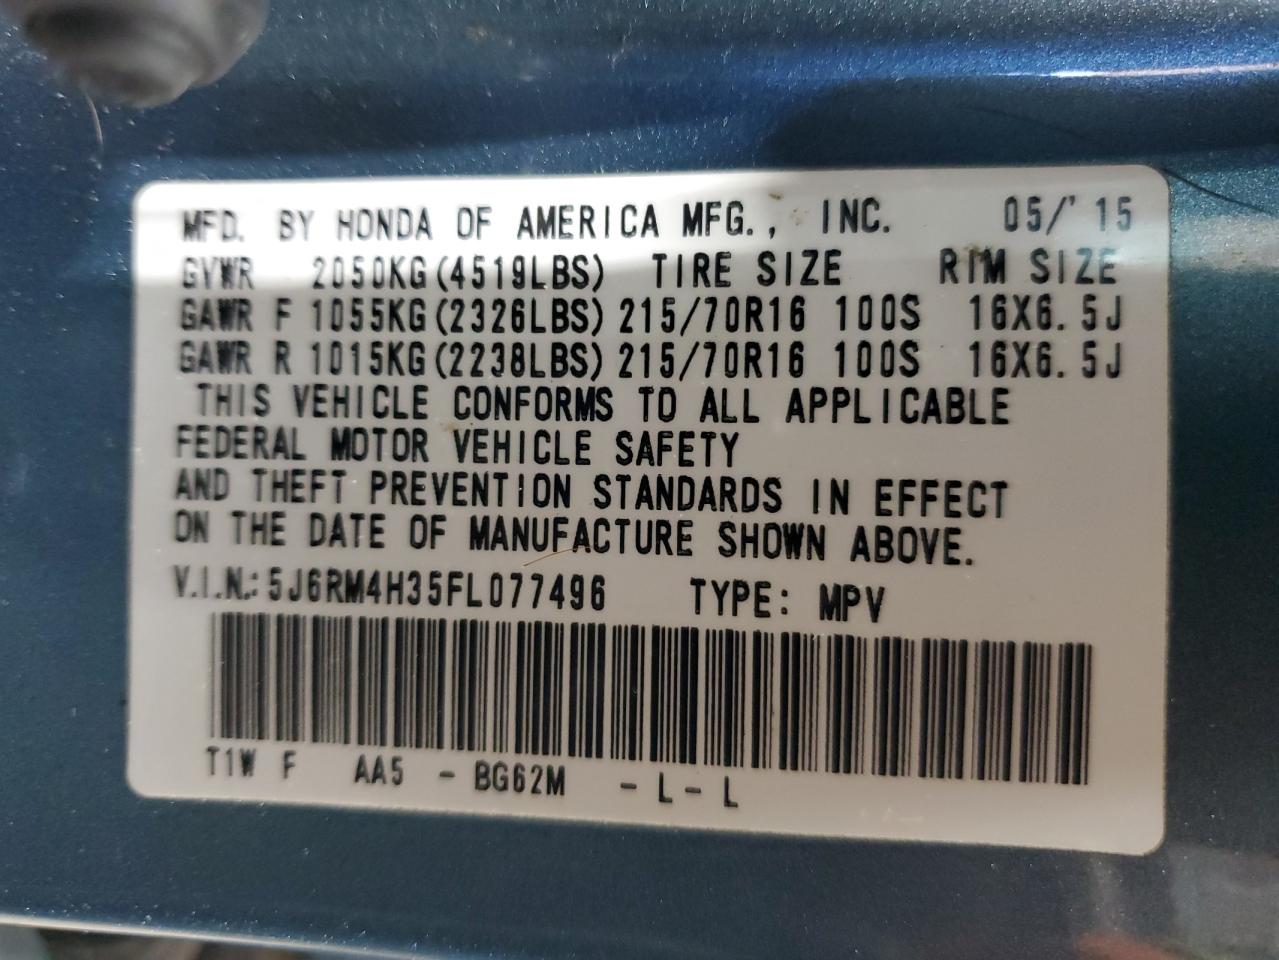 MFD. BY HONDA OF AMERICA MFG., INC. 05/'15
GVWR 2050KG(4519LBS) TIRE SIZE RIM SIZE
GAWR F 1055KG(2326LBS) 215/70R16 100S 16X6.5J
GAWR R 1015KG(2238LBS) 215/70R16 100S 16X6.5J
THIS VEHICLE CONFORMS TO ALL APPLICABLE
FEDERAL MOTOR VEHICLE SAFETY
AND THEFT PREVENTION STANDARDS IN EFFECT
ON THE DATE OF MANUFACTURE SHOWN ABOVE.
V.I.N.: 5J6RM4H35FL077496 TYPE: MPV
T1W F AA5 - BG62M - L - L